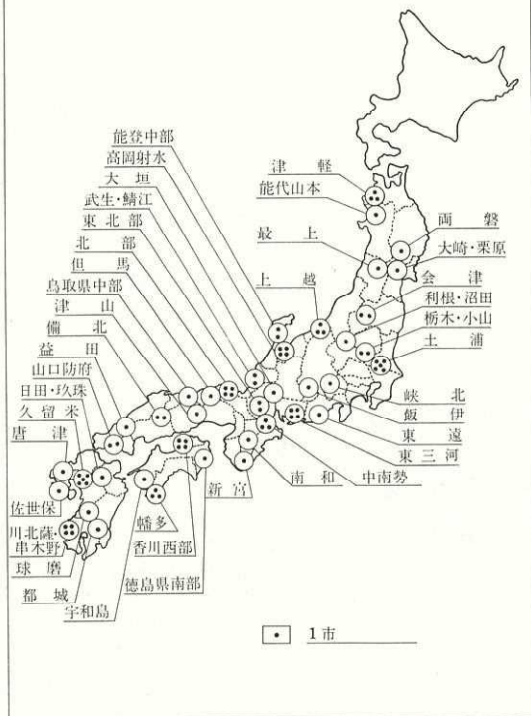 能登中部
高岡射水
大垣
武生・鯖江
東北部
北部
但馬
鳥取県中部
津山
備北
益田
山口防府
日田・玖珠
久留米
唐津
佐世保
川北薩・
串木野
球磨
都城
宇和島
幡多
香川西部
徳島県南部
新宮
南和
中南勢
東三河
東遠
飯伊
峡北
上越
津軽
能代山本
最上
両磐
大崎・栗原
会津
利根・沼田
栃木・小山
土浦
1市